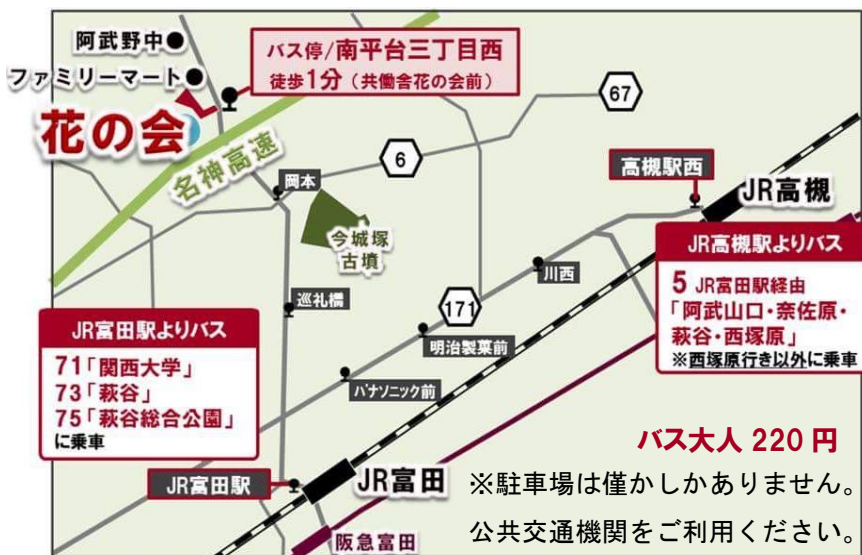 阿武野中●
ファミリーマート●
バス停/南平台三丁目西
徒歩1分（共働舎花の会前）
花の会
名神高速
67
6
岡本
今城塚
古墳
高槻駅西
JR高槻
JR高槻駅よりバス
5 JR富田駅経由
「阿武山口・奈佐原・
萩谷・西塚原」
※西塚原行き以外に乗車
川西
巡礼橋
171
明治製菓前
パナソニック前
JR富田駅よりバス
71「関西大学」
73「萩谷」
75「萩谷総合公園」
に乗車
バス大人 220 円
JR富田駅
JR富田
※駐車場は僅かしかありません。
公共交通機関をご利用ください。
阪急富田